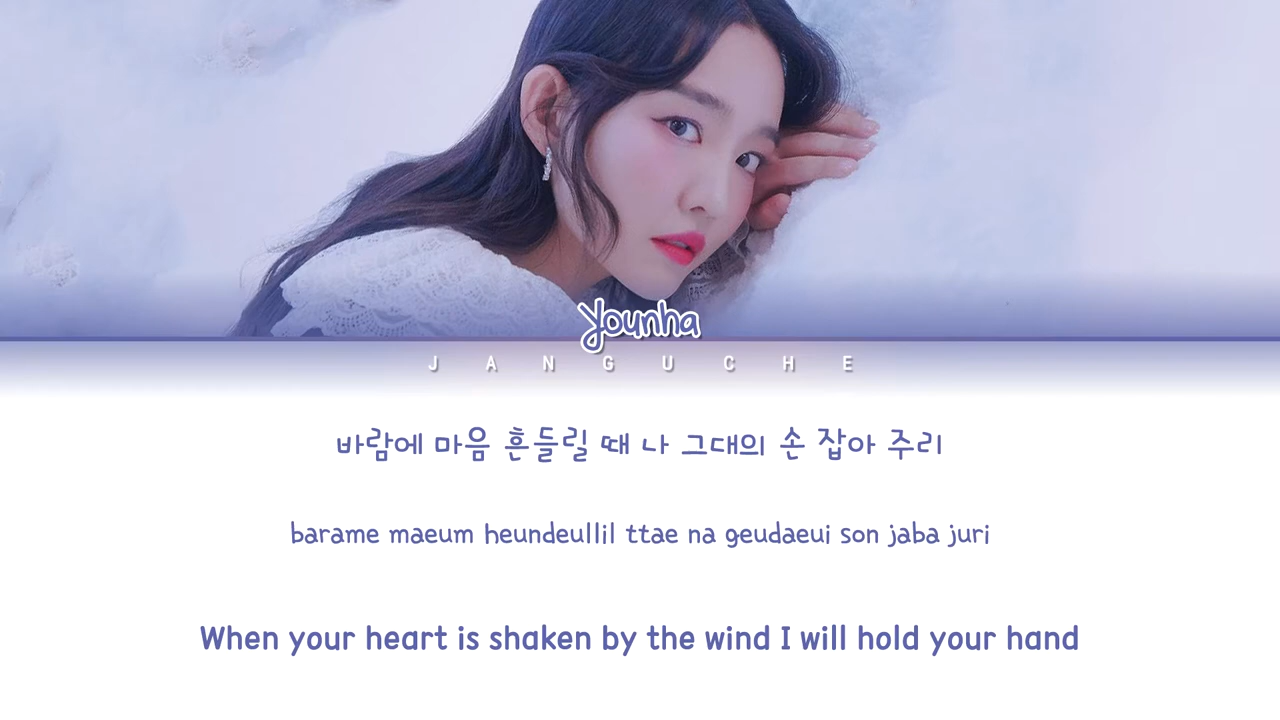 younha
JANGUCHE
바람에 마음 흔들릴 때 나 그대의 손 잡아 주리
barame maeum heundeullil ttae na geudaeui son jaba juri
When your heart is shaken by the wind I will hold your hand